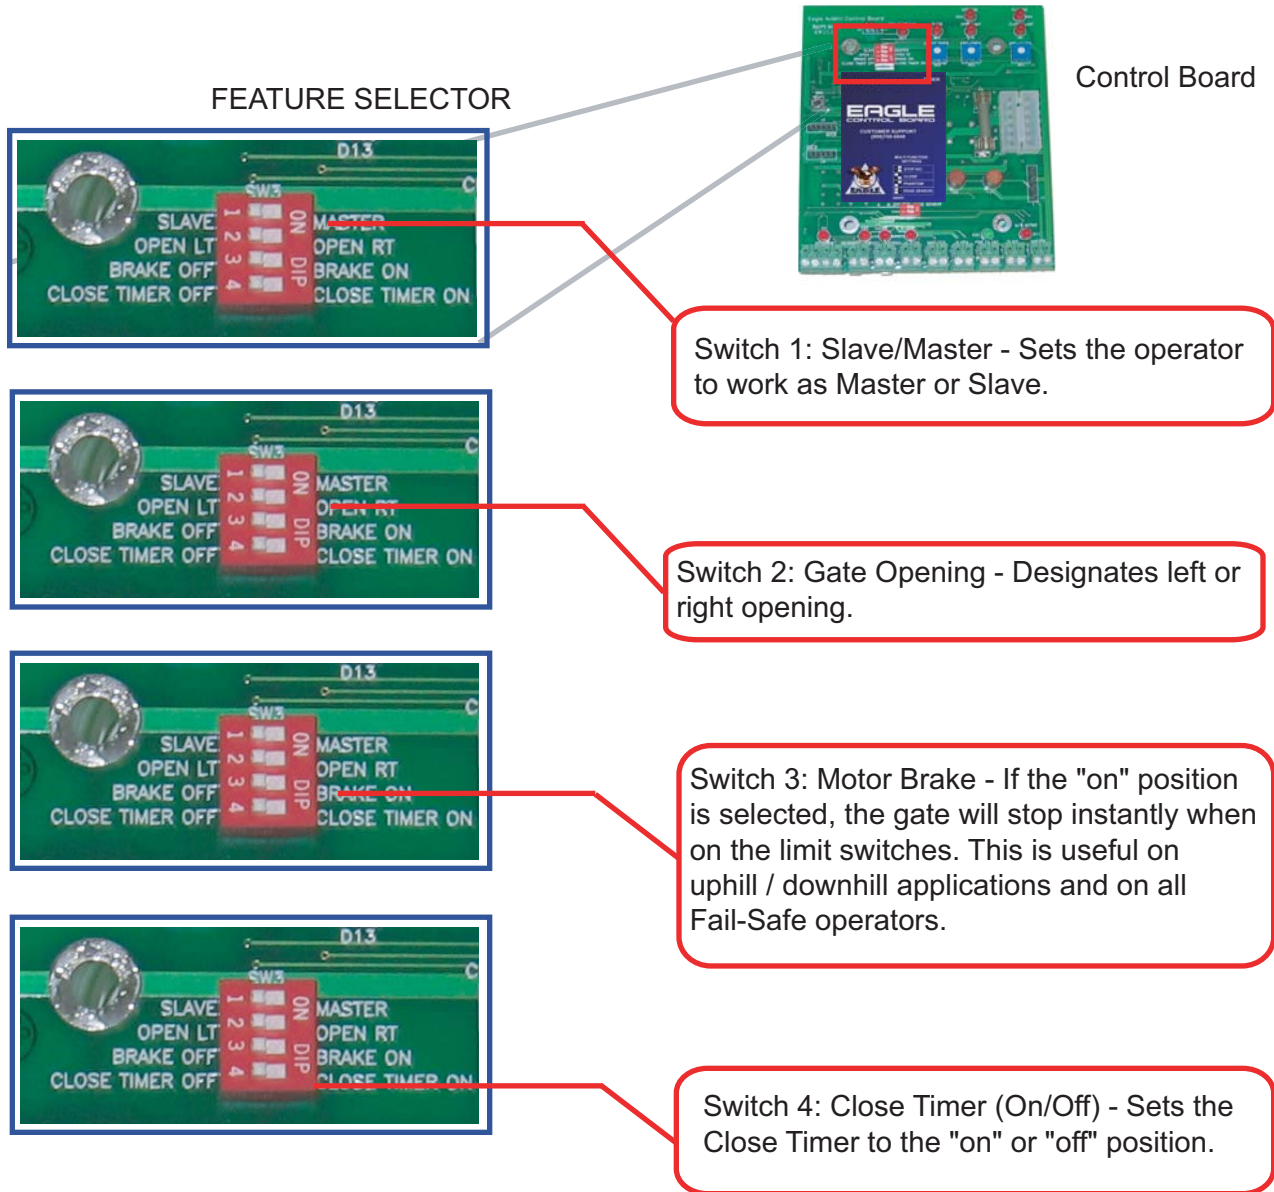 FEATURE SELECTOR
Control Board
Eagle
Control Board
EAGLE
CONTROL BOARD
CUSTOMER SUPPORT
MULTI-FUNCTION
SETTINGS
EAGLE
D13
C
SW3
SLAVE 1 ON MASTER
OPEN LT 2 OPEN RT
BRAKE OFF 3 DIP BRAKE ON
CLOSE TIMER OFF 4 CLOSE TIMER ON
Switch 1: Slave/Master - Sets the operator
to work as Master or Slave.
D13
C
SW3
SLAVE 1 ON MASTER
OPEN LT 2 OPEN RT
BRAKE OFF 3 DIP BRAKE ON
CLOSE TIMER OFF 4 CLOSE TIMER ON
Switch 2: Gate Opening - Designates left or
right opening.
D13
C
SW3
SLAVE 1 ON MASTER
OPEN LT 2 OPEN RT
BRAKE OFF 3 DIP BRAKE ON
CLOSE TIMER OFF 4 CLOSE TIMER ON
Switch 3: Motor Brake - If the "on" position
is selected, the gate will stop instantly when
on the limit switches. This is useful on
uphill / downhill applications and on all
Fail-Safe operators.
D13
C
SW3
SLAVE 1 ON MASTER
OPEN LT 2 OPEN RT
BRAKE OFF 3 DIP BRAKE ON
CLOSE TIMER OFF 4 CLOSE TIMER ON
Switch 4: Close Timer (On/Off) - Sets the
Close Timer to the "on" or "off" position.